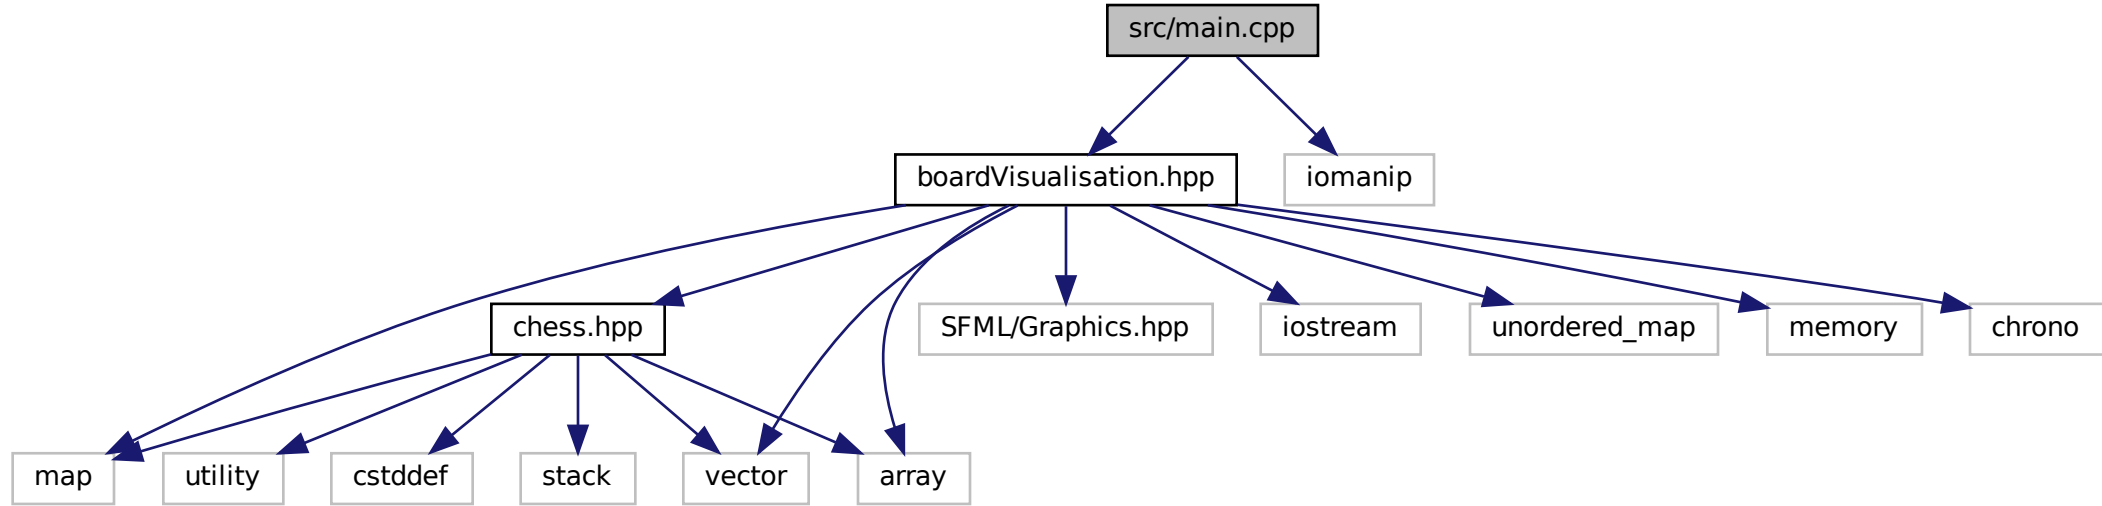 src/main.cpp
boardVisualisation.hpp
iomanip
chess.hpp
SFML/Graphics.hpp
iostream
unordered_map
memory
chrono
map
utility
cstddef
stack
vector
array